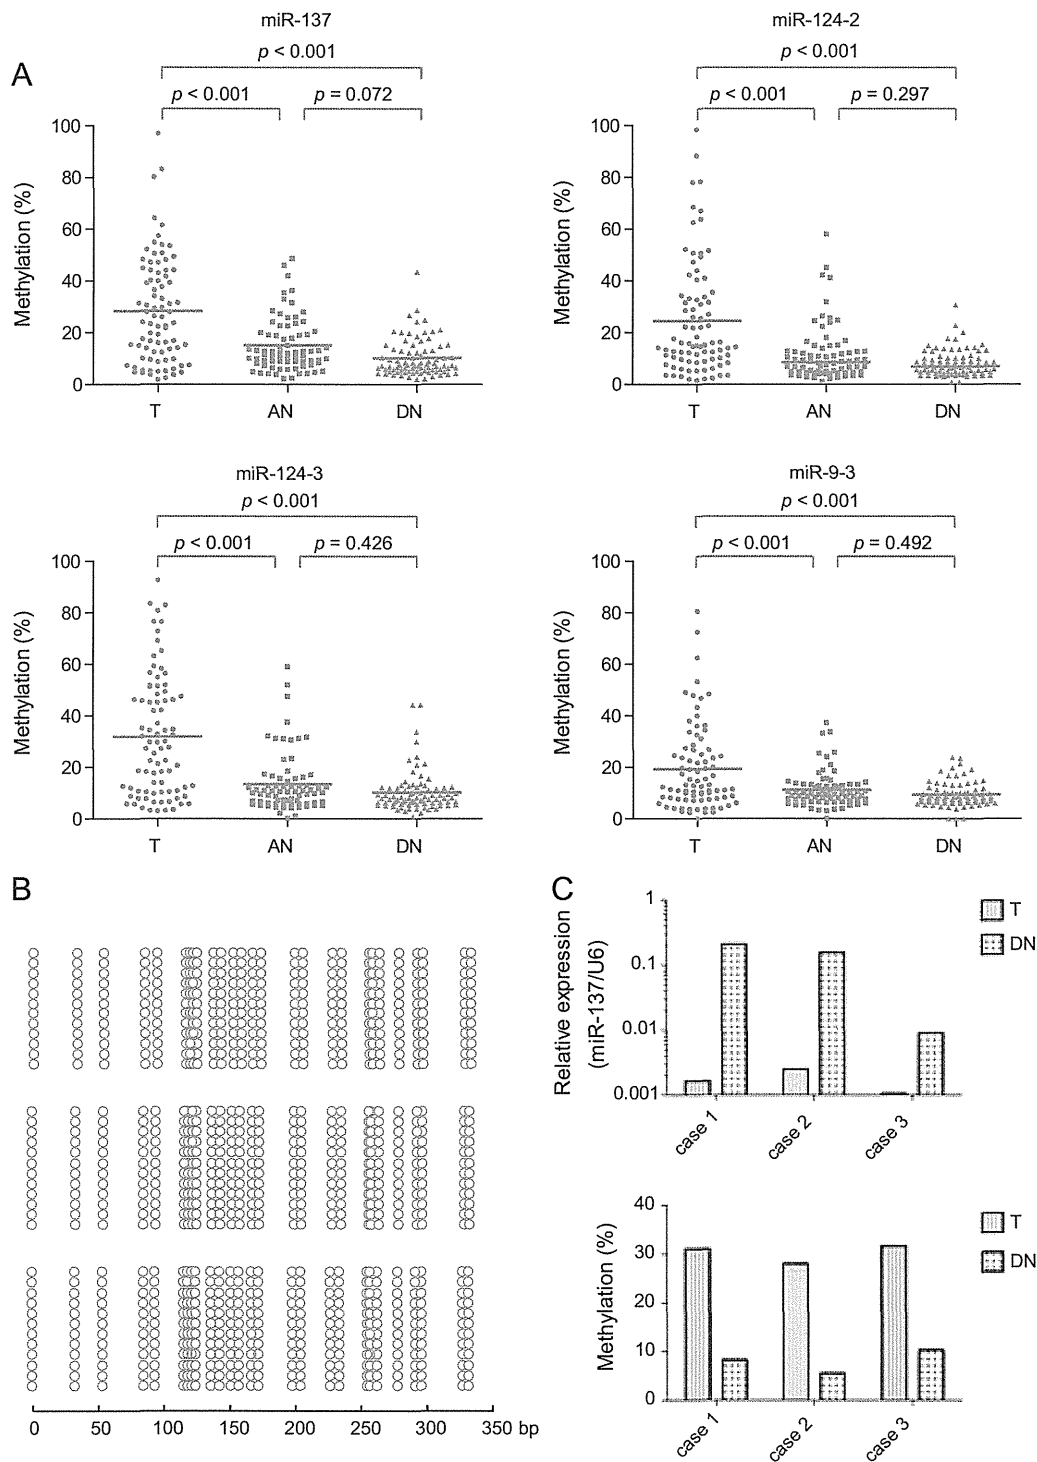 miR-137
p < 0.001
A
p < 0.001 p = 0.072
100
80
60
40
20
0
Methylation (%)
T AN DN
miR-124-2
p < 0.001
p < 0.001 p = 0.297
100
80
60
40
20
0
Methylation (%)
T AN DN
miR-124-3
p < 0.001
p < 0.001 p = 0.426
100
80
60
40
20
0
Methylation (%)
T AN DN
miR-9-3
p < 0.001
p < 0.001 p = 0.492
100
80
60
40
20
0
Methylation (%)
T AN DN
B
0 50 100 150 200 250 300 350 bp
C
1
0.1
0.01
0.001
Relative expression
(miR-137/U6)
case 1 case 2 case 3
T
DN
40
30
20
10
0
Methylation (%)
case 1 case 2 case 3
T
DN